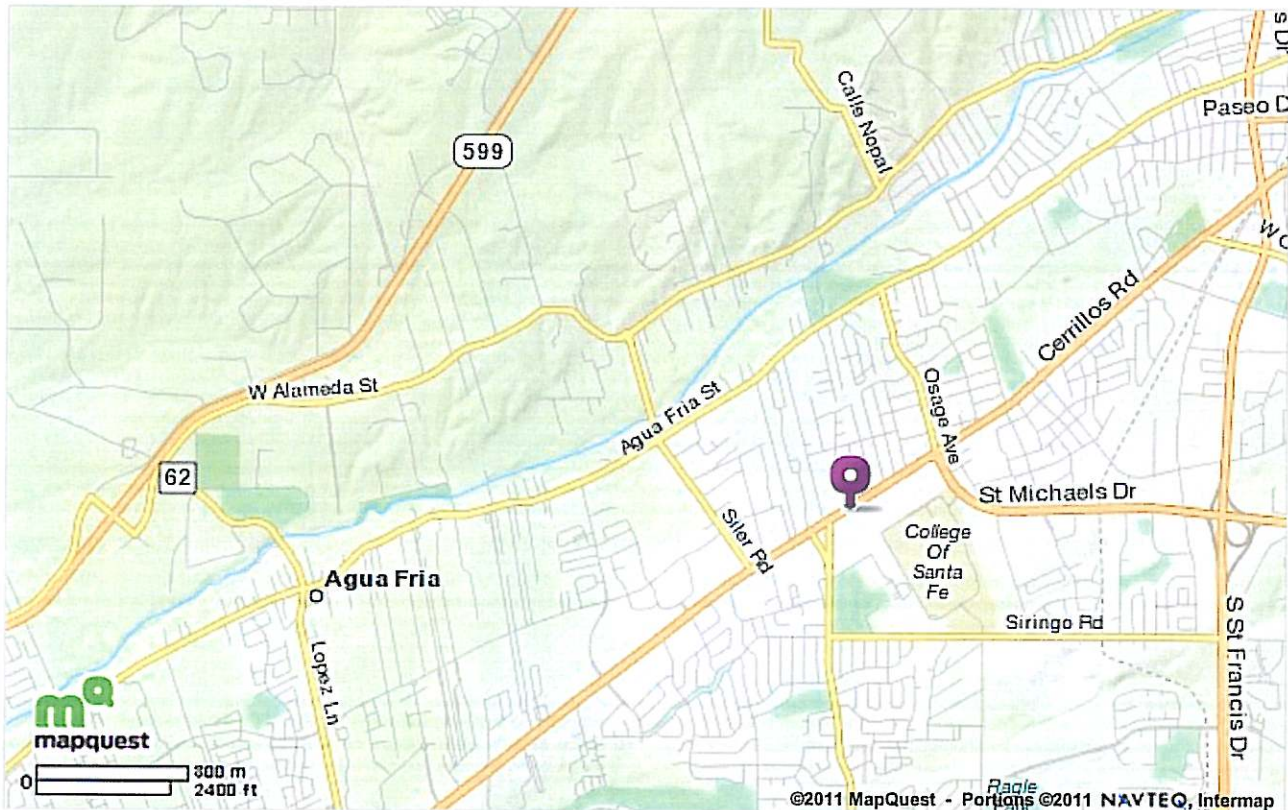 s Dr
Calle Nopal
Paseo D
599
W C
Cerrillos Rd
W Alameda St
Osage Ave
Agua Fria St
62
St Michaels Dr
Siler Rd
College
Of
Santa
Fe
Agua Fria
Siringo Rd
Lopez Ln
S St Francis Dr
mQ
mapquest
0
800 m
2400 ft
©2011 MapQuest - Portions ©2011 NAVTEQ, Intermap